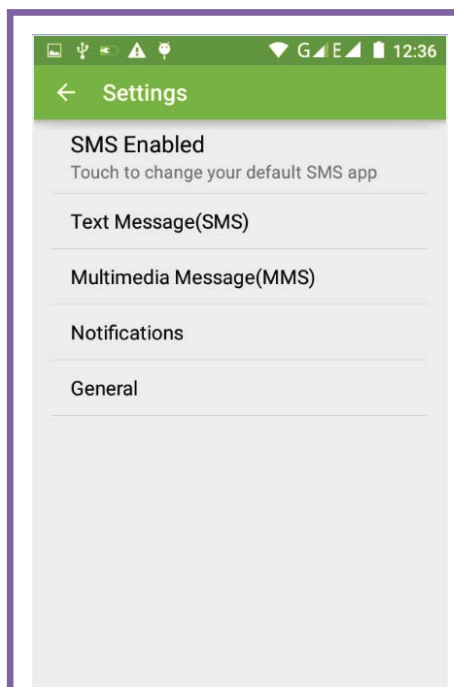 G E 12:36
Settings
SMS Enabled
Touch to change your default SMS app
Text Message(SMS)
Multimedia Message(MMS)
Notifications
General